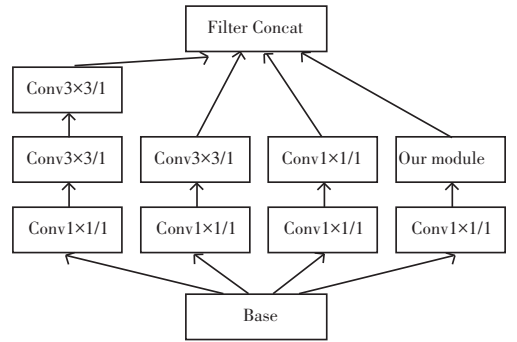 Filter Concat
Conv3×3/1
Conv3×3/1
Conv3×3/1
Conv1×1/1
Our module
Conv1×1/1
Conv1×1/1
Conv1×1/1
Conv1×1/1
Base